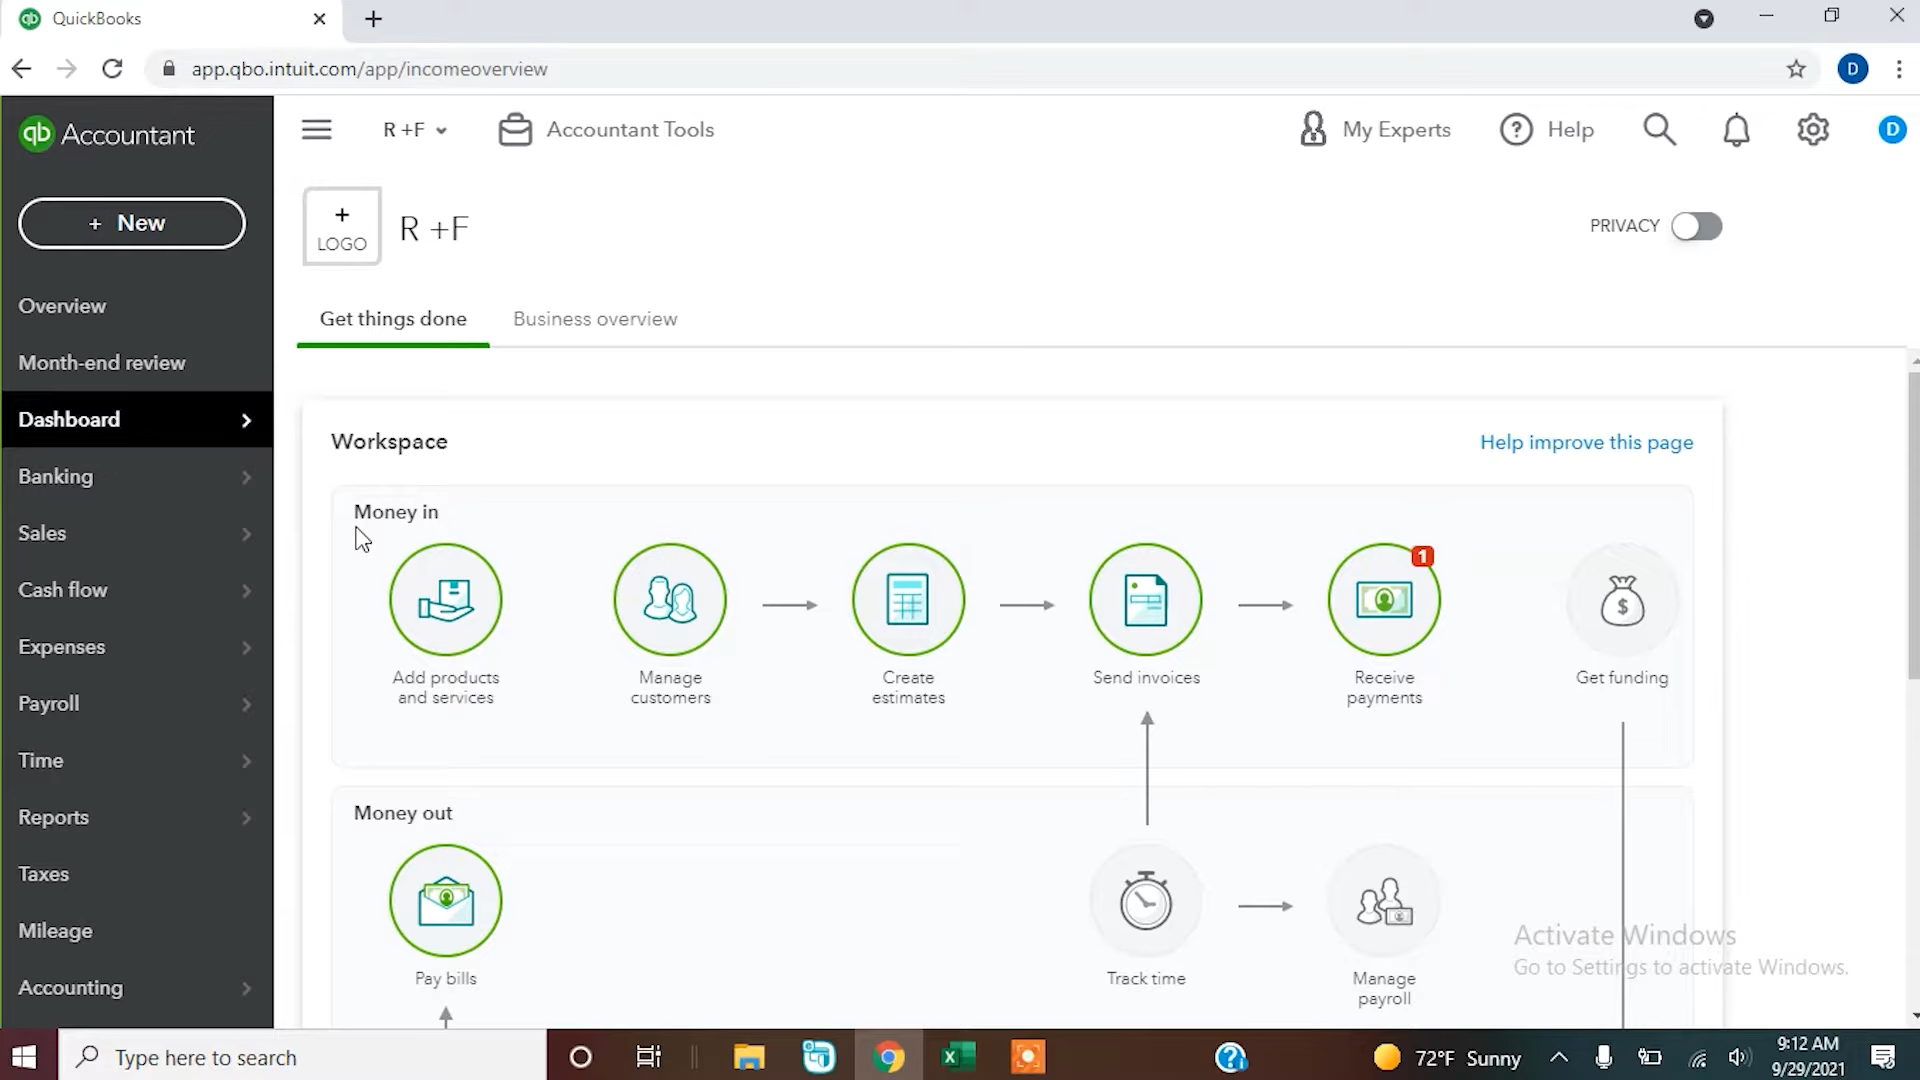 QuickBooks
app.qbo.intuit.com/app/incomeoverview
D
qb Accountant
R +F
Accountant Tools
My Experts
Help
D
+ New
+
LOGO
R +F
PRIVACY
Overview
Month-end review
Dashboard
Banking
Sales
Cash flow
Expenses
Payroll
Time
Reports
Taxes
Mileage
Accounting
Get things done
Business overview
Workspace
Help improve this page
Money in
1
Add products
and services
Manage
customers
Create
estimates
Send invoices
Receive
payments
Get funding
Money out
Pay bills
Track time
Manage
payroll
Activate Windows
Go to Settings to activate Windows.
Type here to search
72°F Sunny
9:12 AM
9/29/2021